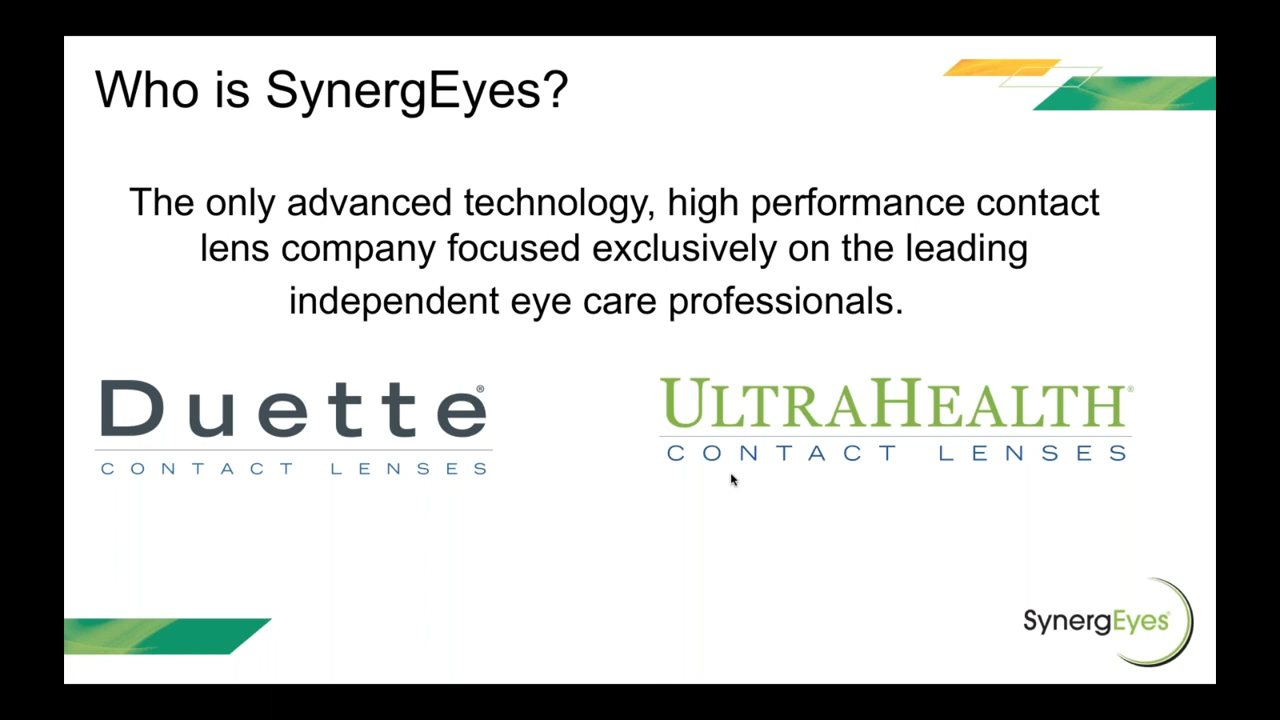 Who is SynergEyes?
The only advanced technology, high performance contact
lens company focused exclusively on the leading
independent eye care professionals.
Duette®
CONTACT LENSES
ULTRAHEALTH®
CONTACT LENSES
SynergEyes